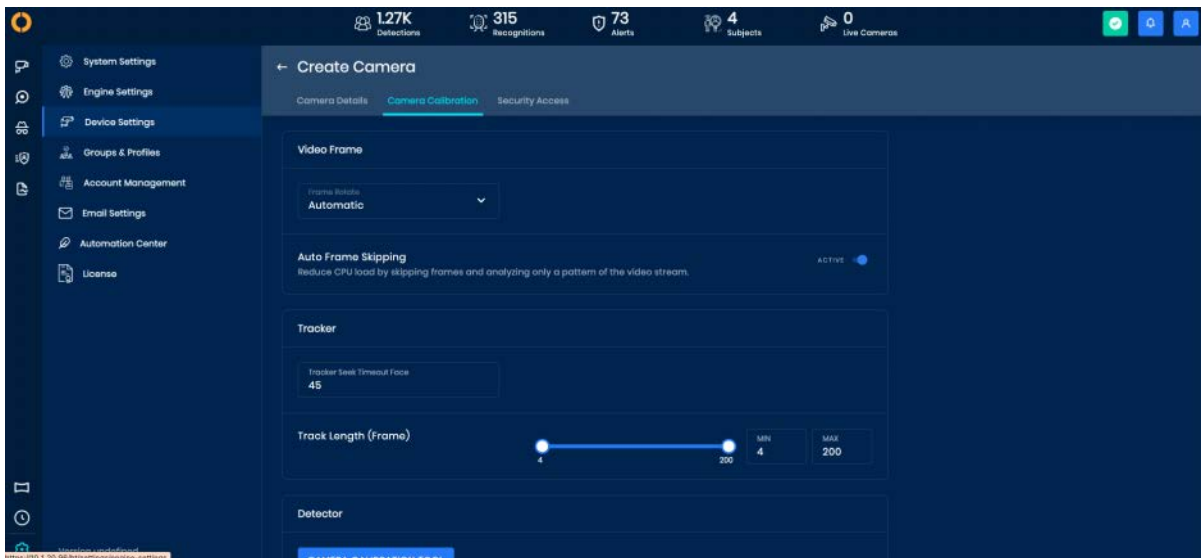 1.27K
Detections
315
Recognitions
73
Alerts
4
Subjects
0
Live Cameras
System Settings
Engine Settings
Device Settings
Groups & Profiles
Account Management
Email Settings
Automation Center
License
← Create Camera
Camera Details Camera Calibration Security Access
Video Frame
Frame Rotate
Automatic
Auto Frame Skipping
Reduce CPU load by skipping frames and analyzing only a pattern of the video stream.
ACTIVE
Tracker
Tracker Seek Timeout Face
45
Track Length (Frame)
4
200
MIN
4
MAX
200
Detector
Version undefined